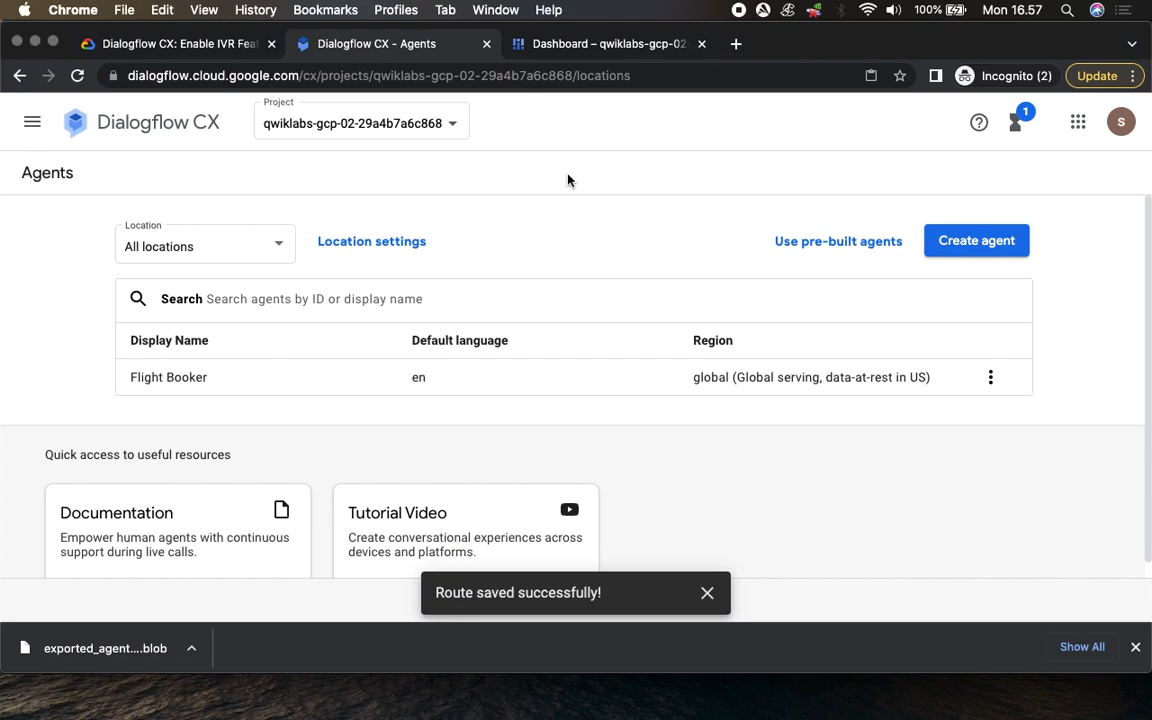 Chrome File Edit View History Bookmarks Profiles Tab Window Help 100% Mon 16.57
Dialogflow CX: Enable IVR Fea
Dialogflow CX - Agents
Dashboard – qwiklabs-gcp-02
dialogflow.cloud.google.com/cx/projects/qwiklabs-gcp-02-29a4b7a6c868/locations
Incognito (2)
Update
Dialogflow CX
Project
qwiklabs-gcp-02-29a4b7a6c868
1
S
Agents
Location
All locations
Location settings
Use pre-built agents
Create agent
Search Search agents by ID or display name
Display Name Default language Region
Flight Booker en global (Global serving, data-at-rest in US)
Quick access to useful resources
Documentation
Empower human agents with continuous
support during live calls.
Tutorial Video
Create conversational experiences across
devices and platforms.
Route saved successfully!
exported_agent....blob
Show All